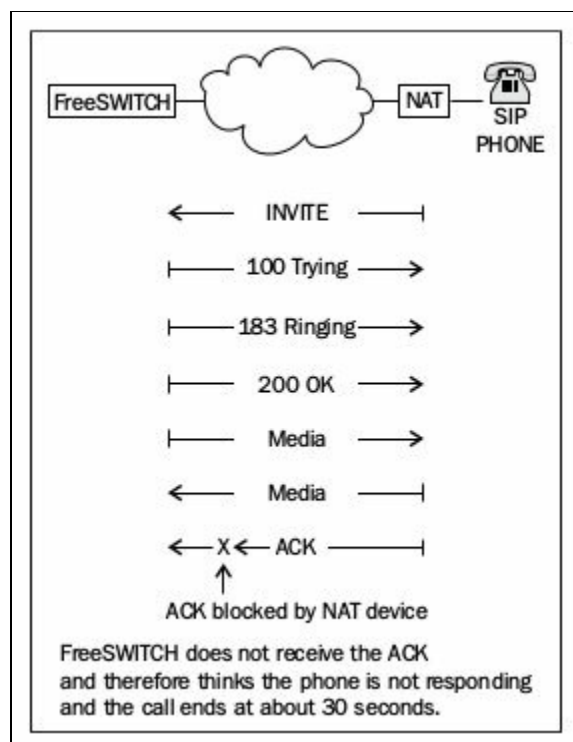 FreeSWITCH
NAT
SIP
PHONE
INVITE
100 Trying
183 Ringing
200 OK
Media
Media
X ACK
ACK blocked by NAT device
FreeSWITCH does not receive the ACK
and therefore thinks the phone is not responding
and the call ends at about 30 seconds.